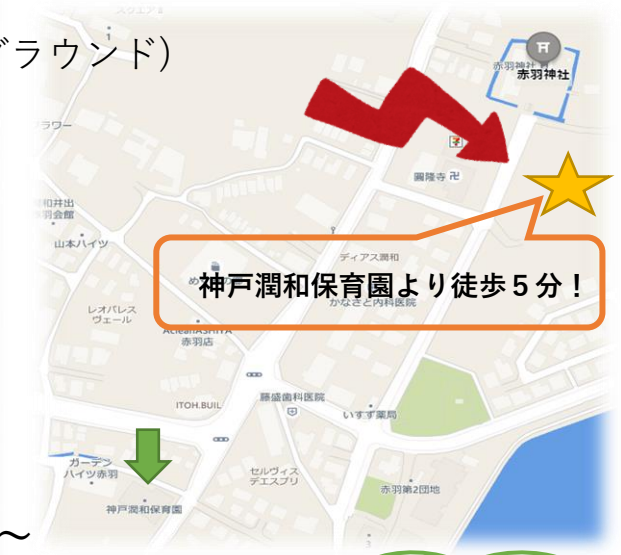 グラウンド)
赤羽神社
赤羽神社
ラワー
圓隆寺
羽会館
山本ハイツ
ディアス潤和
神戸潤和保育園より徒歩５分！
かなさと内科医院
レオパレス
ヴェール
赤羽店
ITOH.BUIL
藤盛歯科医院
いすず薬局
ガーデン
ハイツ赤羽
セルヴィス
デエスプリ
赤羽第2団地
神戸潤和保育園
～